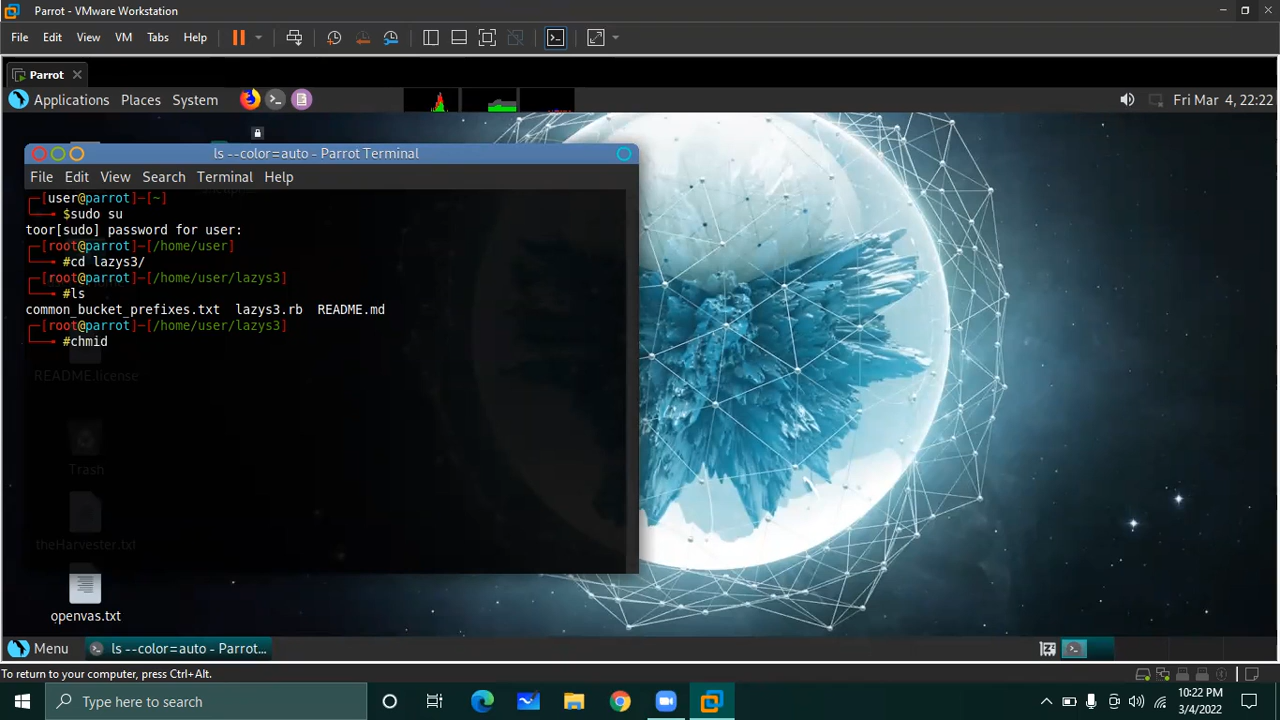 Parrot - VMware Workstation
File Edit View VM Tabs Help
Parrot
Applications Places System
Fri Mar 4, 22:22
ls --color=auto - Parrot Terminal
File Edit View Search Terminal Help
[user@parrot]-[~]
$sudo su
toor[sudo] password for user:
[root@parrot]-[/home/user]
#cd lazys3/
[root@parrot]-[/home/user/lazys3]
#ls
common_bucket_prefixes.txt lazys3.rb README.md
[root@parrot]-[/home/user/lazys3]
#chmid
README.license
Trash
theHarvester.txt
openvas.txt
Menu ls --color=auto - Parrot...
To return to your computer, press Ctrl+Alt.
Type here to search
10:22 PM
3/4/2022